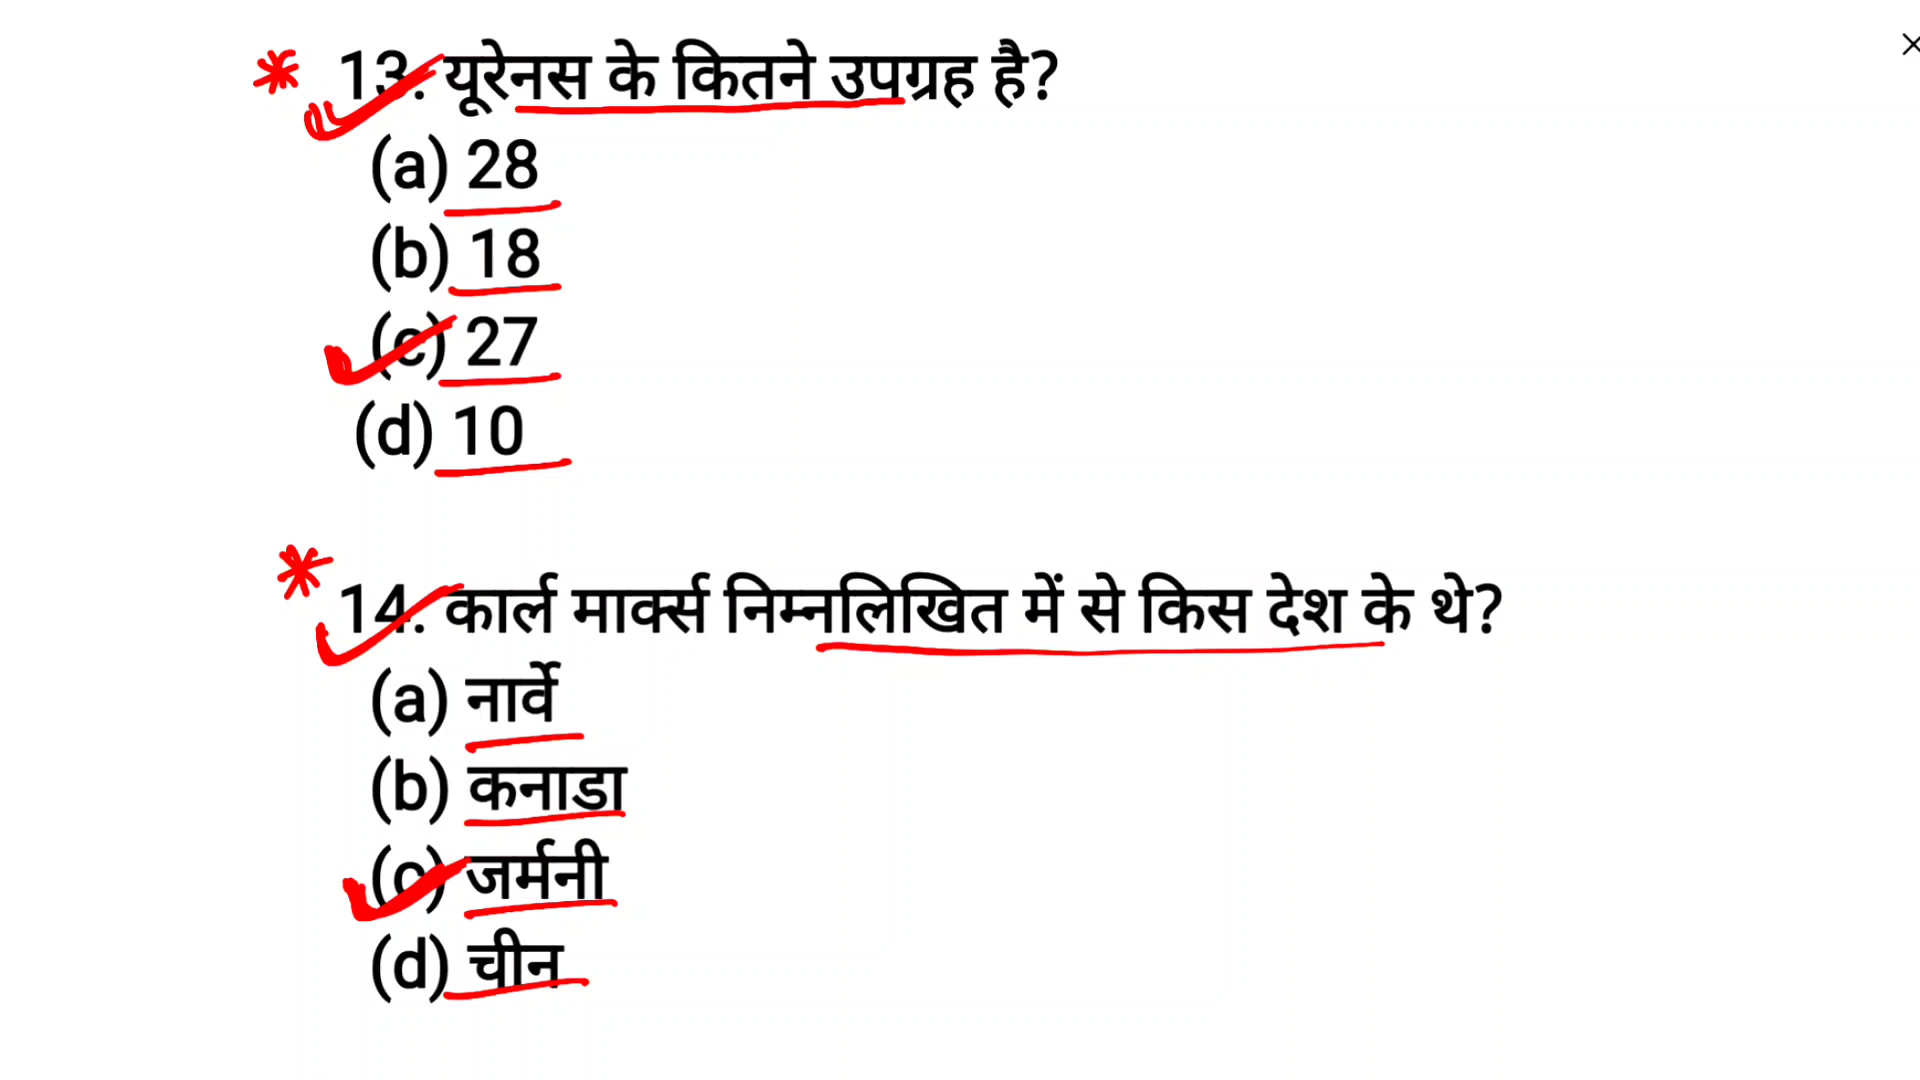 13. यूरेनस के कितने उपग्रह है?
(a) 28
(b) 18
(c) 27
(d) 10
14. कार्ल मार्क्स निम्नलिखित में से किस देश के थे?
(a) नार्वे
(b) कनाडा
(c) जर्मनी
(d) चीन